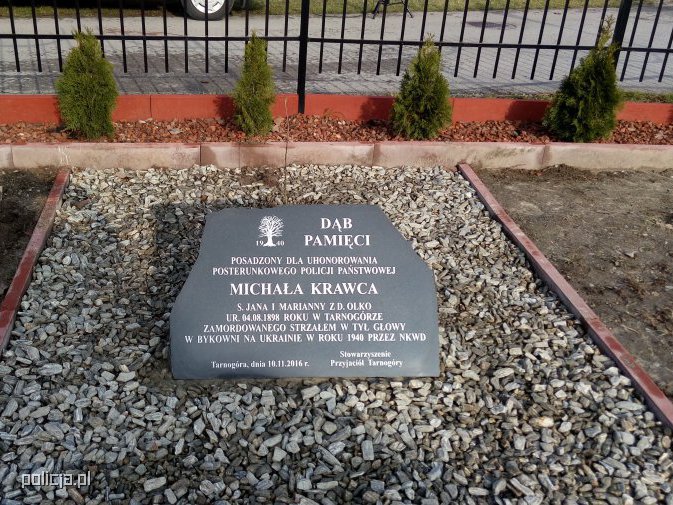 DĄB
PAMIĘCI
1940
POSADZONY DLA UHONOROWANIA
POSTERUNKOWEGO POLICJI PAŃSTWOWEJ
MICHAŁA KRAWCA
S. JANA I MARIANNY Z D. OLKO
UR. 04.08.1898 ROKU W TARNOGÓRZE
ZAMORDOWANEGO STRZAŁEM W TYŁ GŁOWY
W BYKOWNI NA UKRAINIE W ROKU 1940 PRZEZ NKWD
Tarnogóra, dnia 10.11.2016 r.
Stowarzyszenie
Przyjaciół Tarnogóry
policja.pl